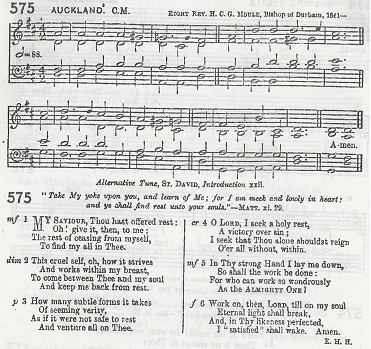 575 AUCKLAND. C.M. RIGHT REV. H. C. G. MOULE, Bishop of Durham, 1841—
=88.
A-men.
Alternative Tune, ST. DAVID, Introduction xxii.
575 "Take My yoke upon you, and learn of Me; for I am meek and lowly in heart:
and ye shall find rest unto your souls."—MATT. xi. 29.
mf 1 MY SAVIOUR, Thou hast offered rest:
Oh! give it, then, to me;
The rest of ceasing from myself,
To find my all in Thee.
dim 2 This cruel self, oh, how it strives
And works within my breast,
To come between Thee and my soul
And keep me back from rest.
p 3 How many subtle forms it takes
Of seeming verity,
As if it were not safe to rest
And venture all on Thee.
cr 4 O LORD, I seek a holy rest,
A victory over sin;
I seek that Thou alone shouldst reign
O'er all without, within.
mf 5 In Thy strong Hand I lay me down,
So shall the work be done:
For who can work so wondrously
As the ALMIGHTY ONE?
f 6 Work on, then, LORD, till on my soul
Eternal light shall break,
And, in Thy likeness perfected,
I "satisfied" shall wake. Amen.
E. H. H.